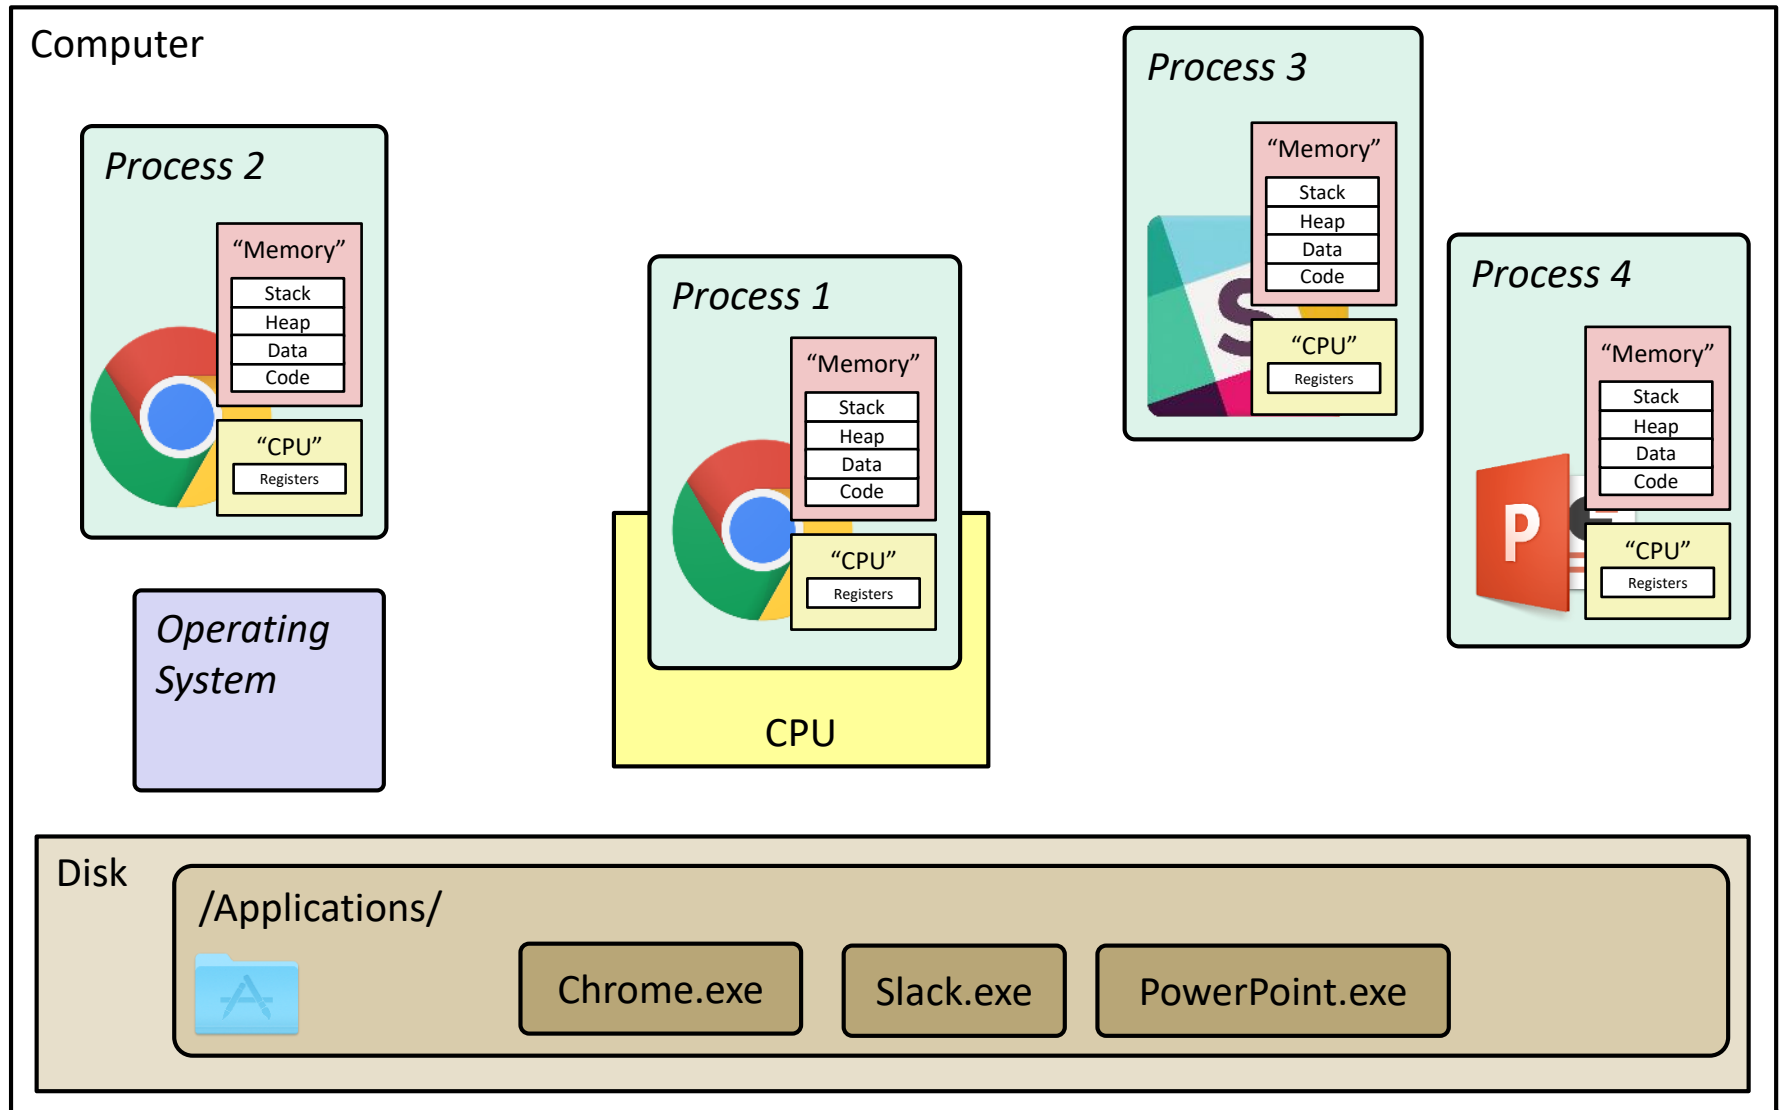 Computer
Process 2
“Memory”
Stack
Heap
Data
Code
“CPU”
Registers
Process 1
“Memory”
Stack
Heap
Data
Code
“CPU”
Registers
CPU
Process 3
“Memory”
Stack
Heap
Data
Code
S
“CPU”
Registers
Process 4
“Memory”
Stack
Heap
Data
Code
P
“CPU”
Registers
Operating
System
Disk
/Applications/
Chrome.exe
Slack.exe
PowerPoint.exe